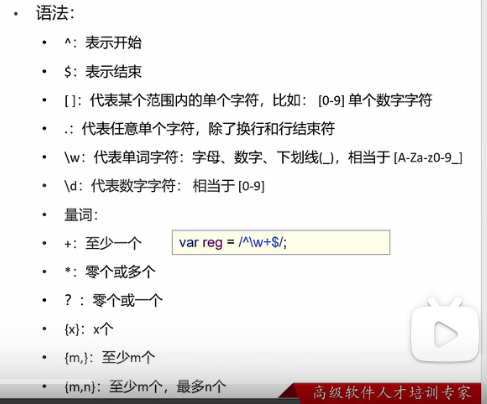 • 语法：
• ^：表示开始
• $：表示结束
• [ ]：代表某个范围内的单个字符，比如： [0-9] 单个数字字符
• .：代表任意单个字符，除了换行和行结束符
• \w：代表单词字符：字母、数字、下划线(_)，相当于 [A-Za-z0-9_]
• \d：代表数字字符： 相当于 [0-9]
• 量词：
• +：至少一个
var reg = /^\w+$/;
• *：零个或多个
• ？：零个或一个
• {x}：x个
• {m,}：至少m个
• {m,n}：至少m个，最多n个
高级软件人才培训专家